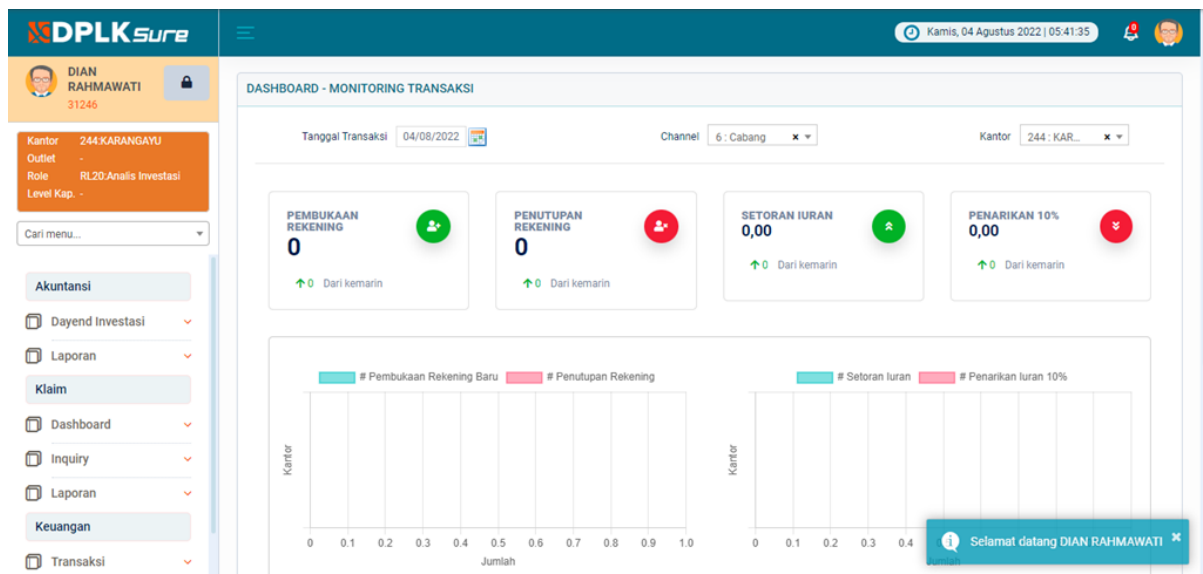 DPLKSure
Kamis, 04 Agustus 2022 | 05:41:35
0
DIAN
RAHMAWATI
31246
Kantor 244:KARANGAYU
Outlet -
Role RL20:Analis Investasi
Level Kap. -
Cari menu...
Akuntansi
Dayend Investasi
Laporan
Klaim
Dashboard
Inquiry
Laporan
Keuangan
Transaksi
DASHBOARD - MONITORING TRANSAKSI
Tanggal Transaksi 04/08/2022
Channel 6 : Cabang
Kantor 244 : KAR...
PEMBUKAAN
REKENING
0
0 Dari kemarin
PENUTUPAN
REKENING
0
0 Dari kemarin
SETORAN IURAN
0,00
0 Dari kemarin
PENARIKAN 10%
0,00
0 Dari kemarin
# Pembukaan Rekening Baru # Penutupan Rekening
Kantor
0 0.1 0.2 0.3 0.4 0.5 0.6 0.7 0.8 0.9 1.0
Jumlah
# Setoran Iuran # Penarikan Iuran 10%
Kantor
0 0.1 0.2 0.3 0.4
Jumlah
Selamat datang DIAN RAHMAWATI